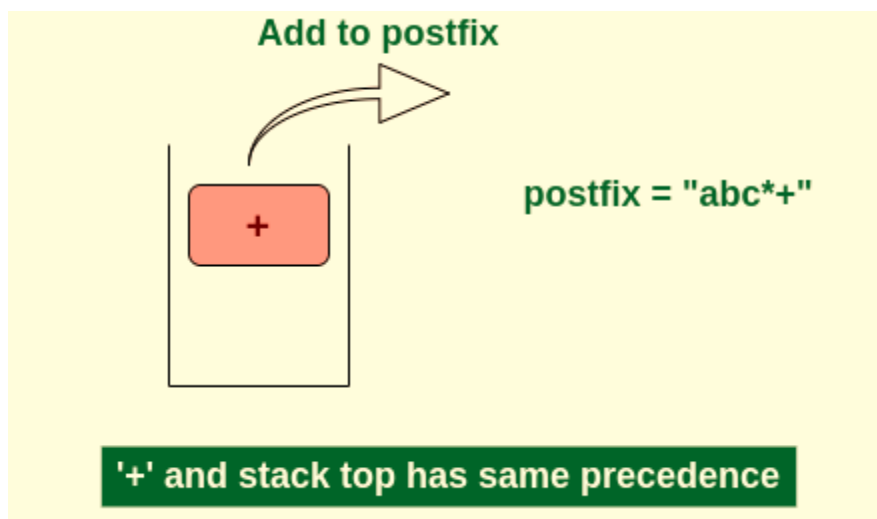 Add to postfix
+
postfix = "abc*+"
'+' and stack top has same precedence